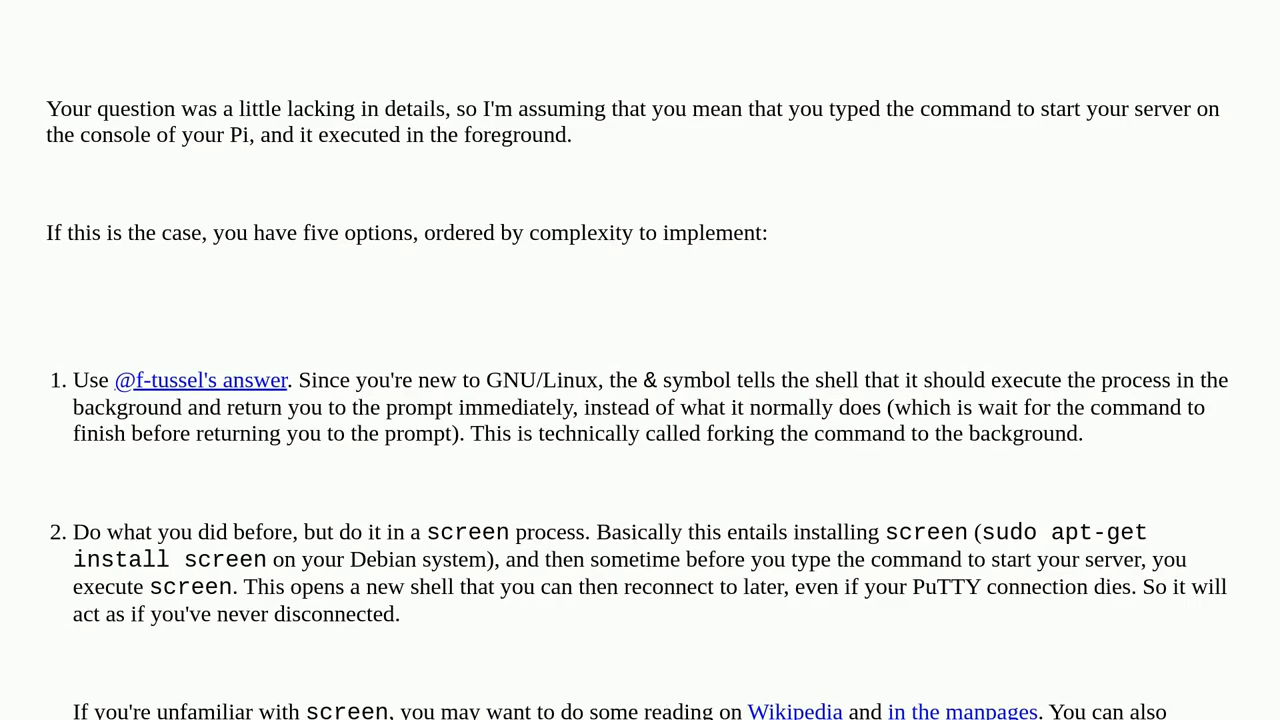 Your question was a little lacking in details, so I'm assuming that you mean that you typed the command to start your server on
the console of your Pi, and it executed in the foreground.
If this is the case, you have five options, ordered by complexity to implement:
1. Use @f-tussel's answer. Since you're new to GNU/Linux, the & symbol tells the shell that it should execute the process in the
background and return you to the prompt immediately, instead of what it normally does (which is wait for the command to
finish before returning you to the prompt). This is technically called forking the command to the background.
2. Do what you did before, but do it in a screen process. Basically this entails installing screen (sudo apt-get
install screen on your Debian system), and then sometime before you type the command to start your server, you
execute screen. This opens a new shell that you can then reconnect to later, even if your PuTTY connection dies. So it will
act as if you've never disconnected.
If you're unfamiliar with screen, you may want to do some reading on Wikipedia and in the manpages. You can also